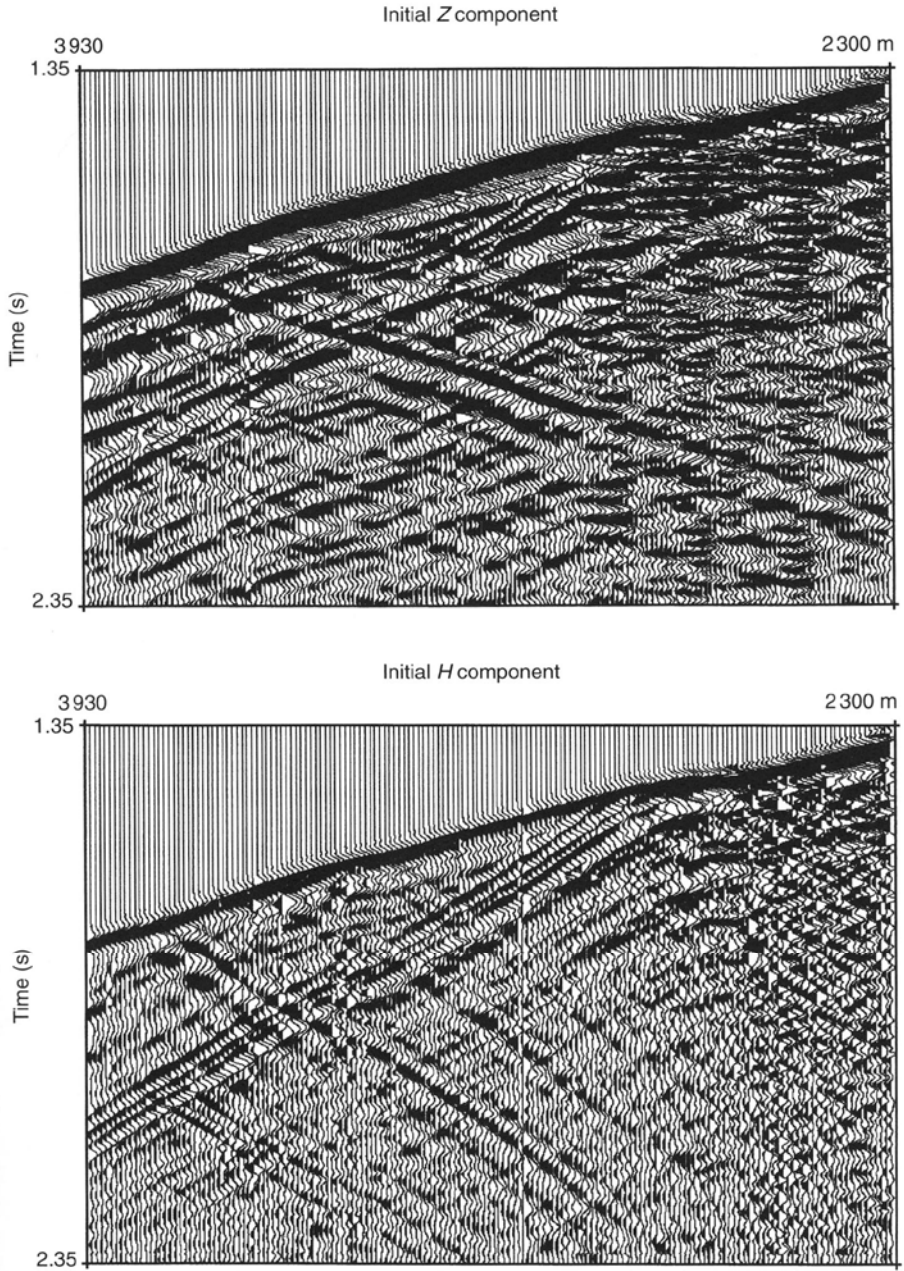 Initial Z component
3 930 2 300 m
1.35
Time (s)
2.35
Initial H component
3 930 2 300 m
1.35
Time (s)
2.35